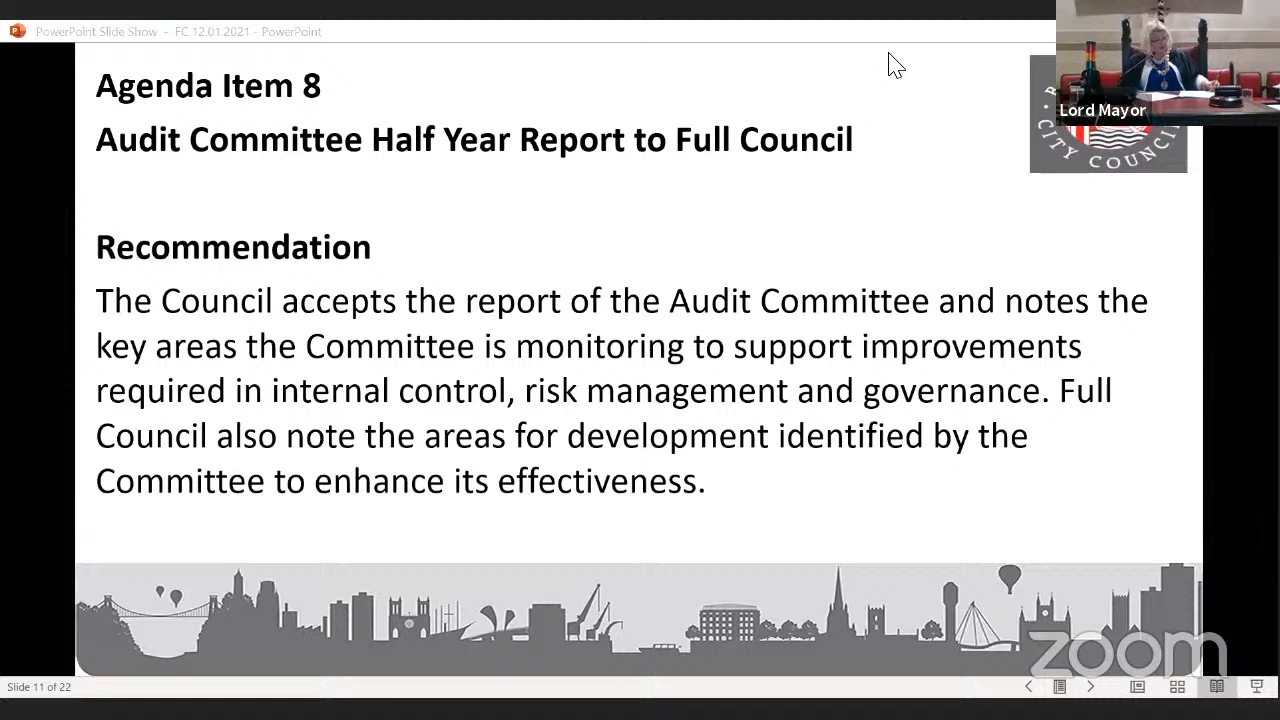 PowerPoint Slide Show - FC 12.01.2021 - PowerPoint
Lord Mayor
Agenda Item 8
Audit Committee Half Year Report to Full Council
CITY COUNCI
Recommendation
The Council accepts the report of the Audit Committee and notes the
key areas the Committee is monitoring to support improvements
required in internal control, risk management and governance. Full
Council also note the areas for development identified by the
Committee to enhance its effectiveness.
zoom
Slide 11 of 22